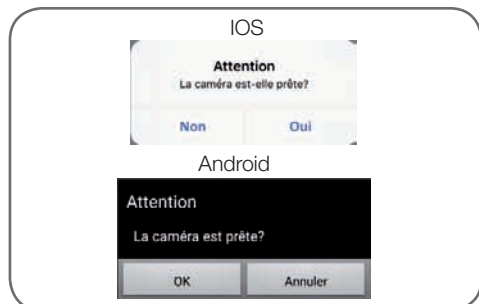 IOS
Attention
La caméra est-elle prête?
Non Oui
Android
Attention
La caméra est prête?
OK Annuler